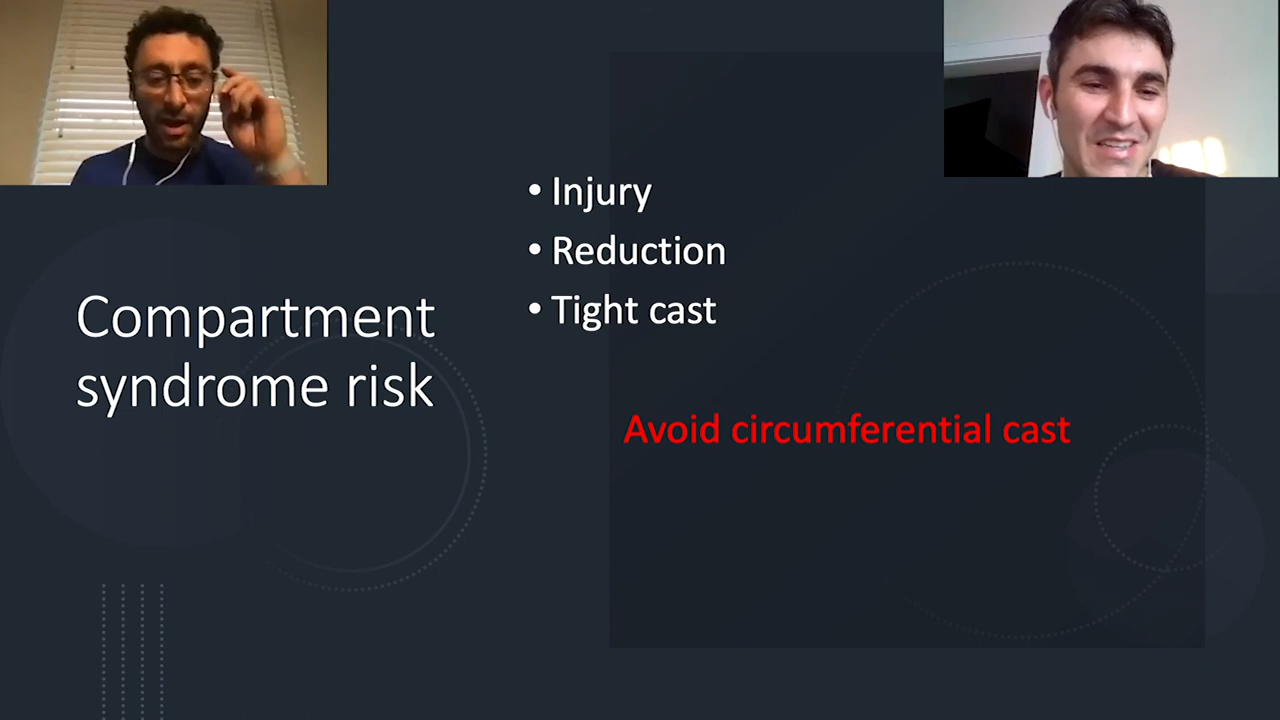 Compartment
syndrome risk
• Injury
• Reduction
• Tight cast
Avoid circumferential cast